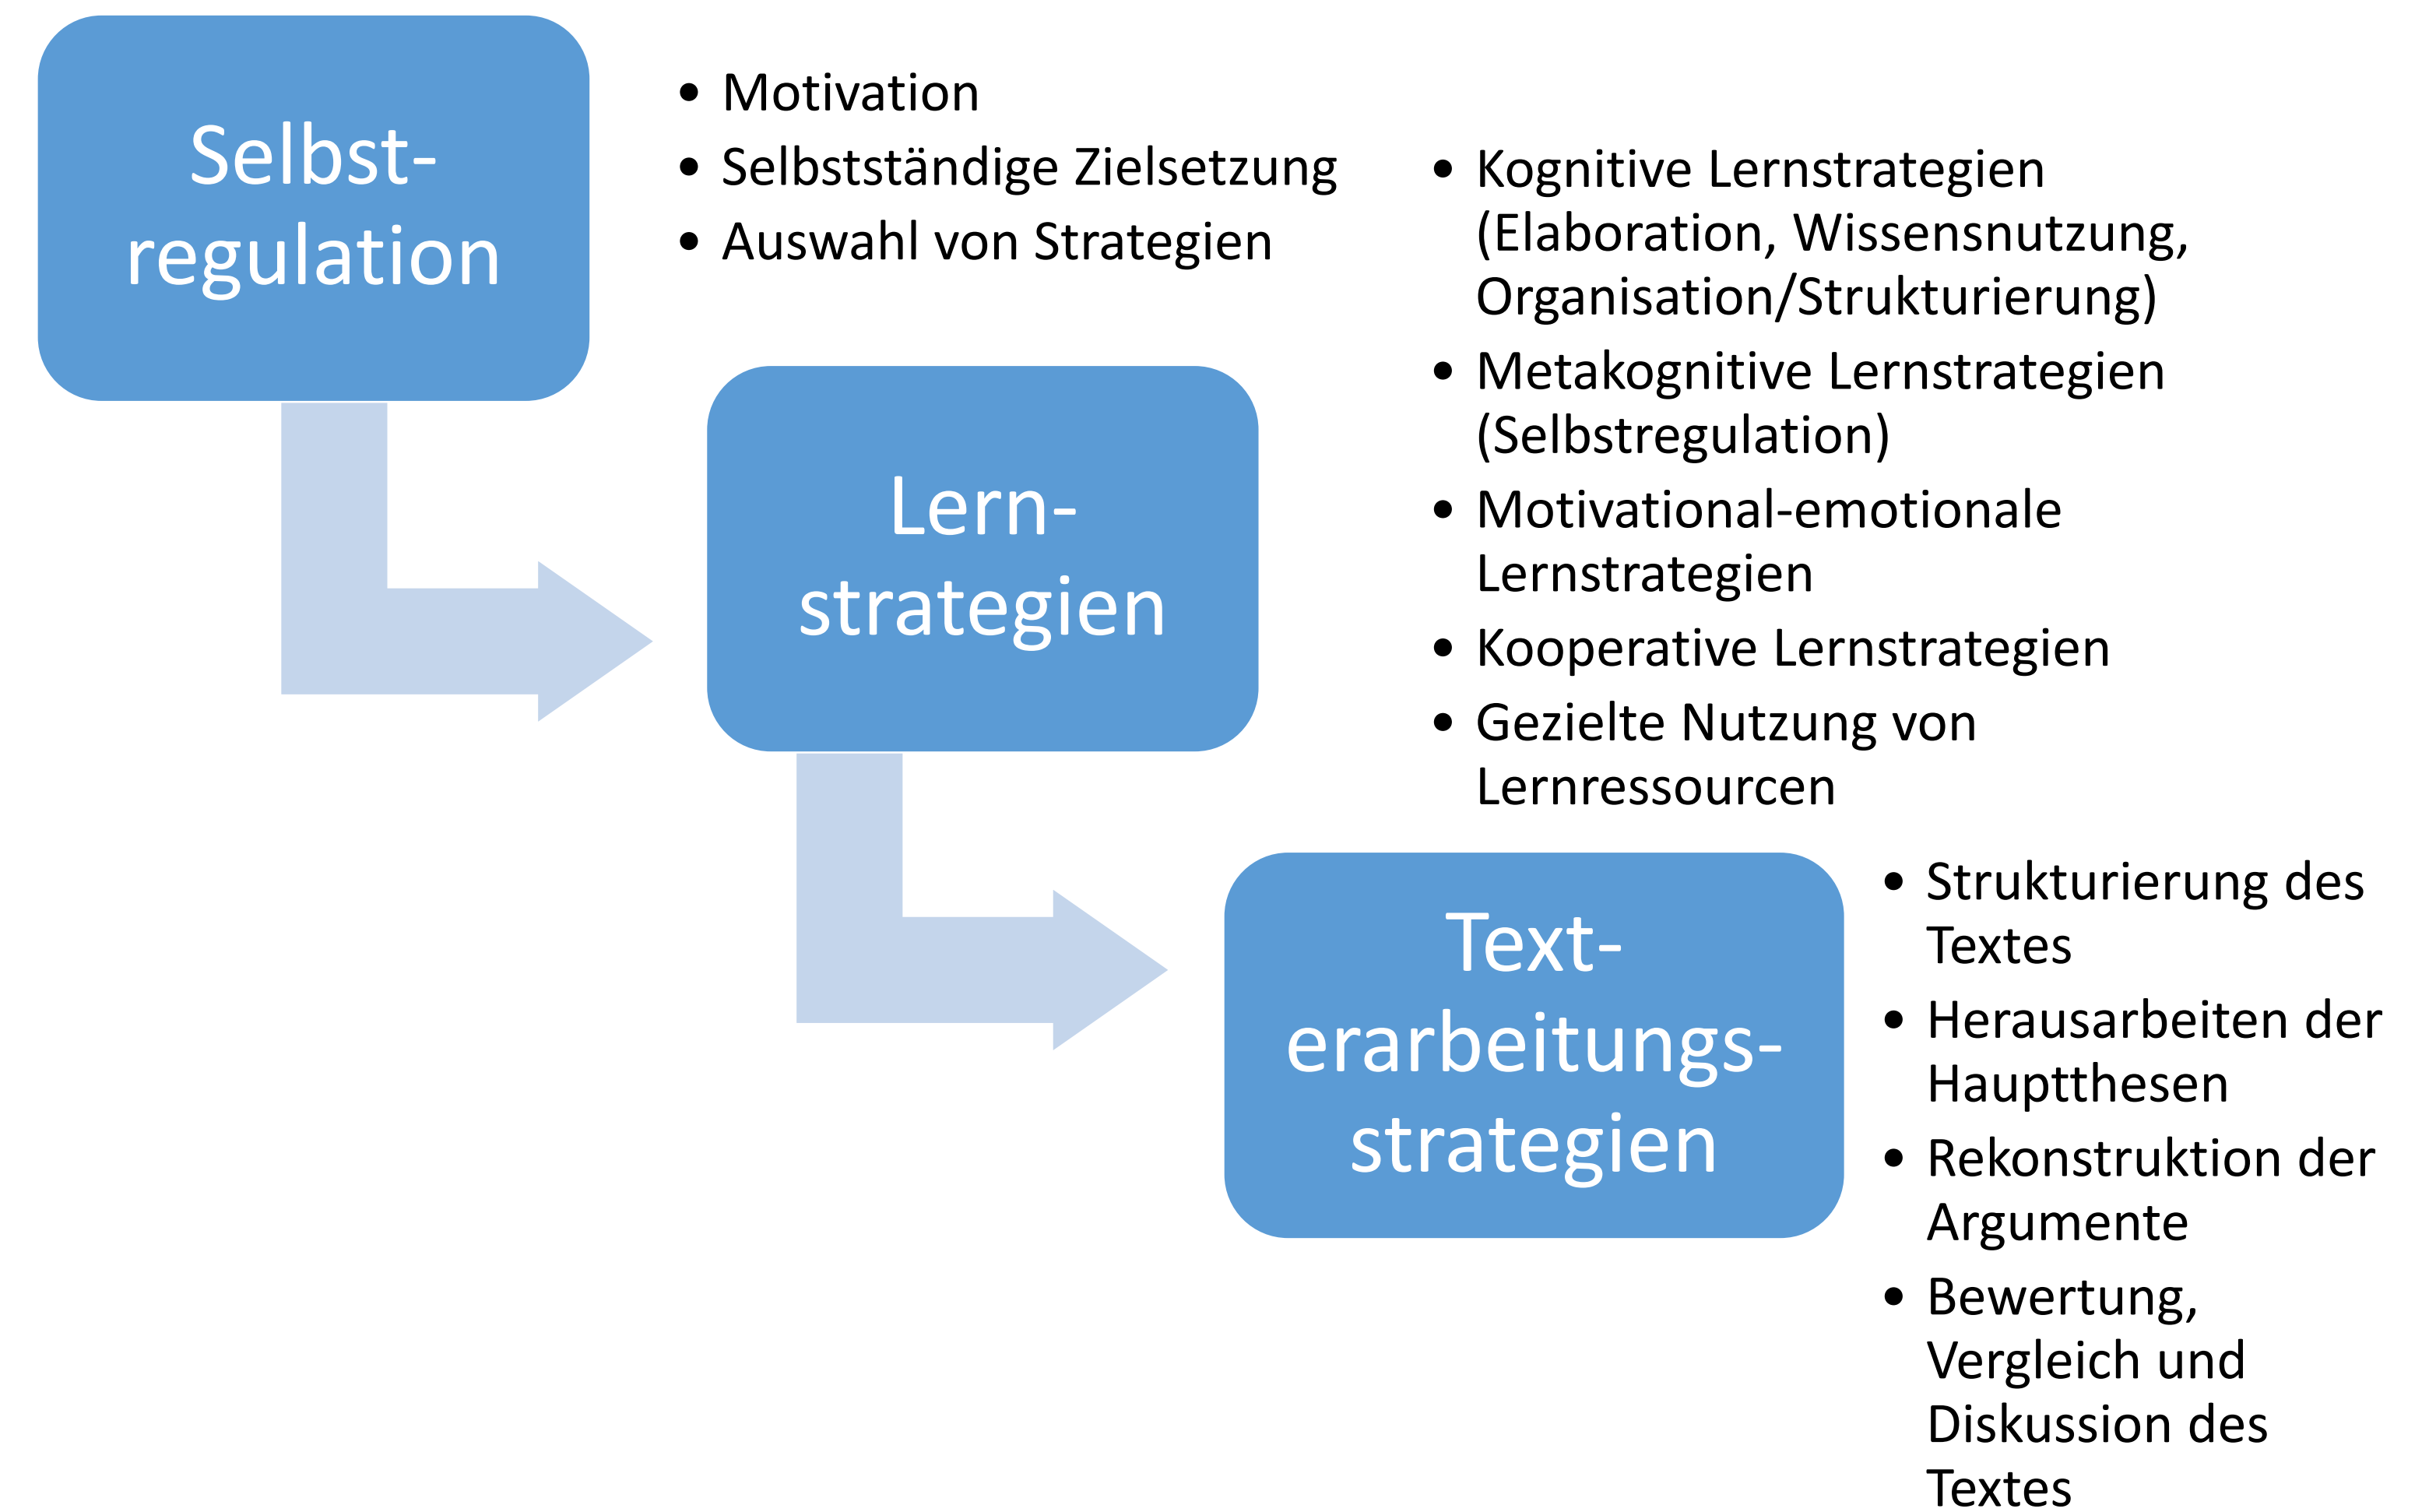 Selbst-
regulation
• Motivation
• Selbstständige Zielsetzung
• Auswahl von Strategien
Lern-
strategien
• Kognitive Lernstrategien
(Elaboration, Wissensnutzung,
Organisation/Strukturierung)
• Metakognitive Lernstrategien
(Selbstregulation)
• Motivational-emotionale
Lernstrategien
• Kooperative Lernstrategien
• Gezielte Nutzung von
Lernressourcen
Text-
erarbeitungs-
strategien
• Strukturierung des
Textes
• Herausarbeiten der
Hauptthesen
• Rekonstruktion der
Argumente
• Bewertung,
Vergleich und
Diskussion des
Textes